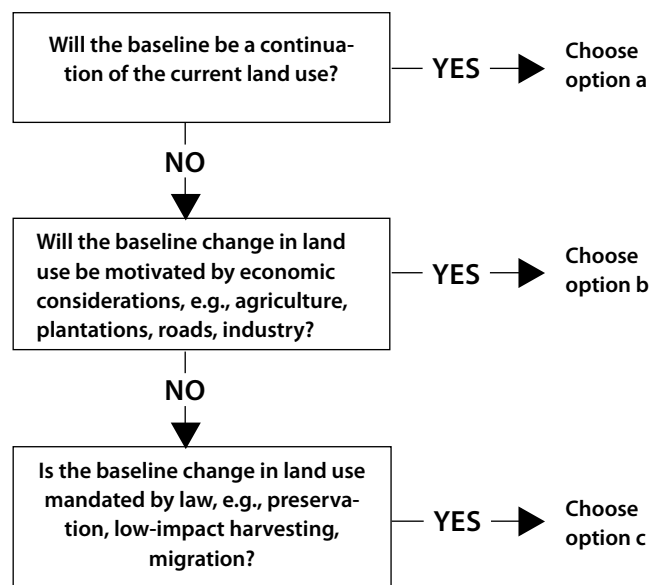 Will the baseline be a continua-
tion of the current land use?
YES
Choose
option a
NO
Will the baseline change in land
use be motivated by economic
considerations, e.g., agriculture,
plantations, roads, industry?
YES
Choose
option b
NO
Is the baseline change in land use
mandated by law, e.g., preserva-
tion, low-impact harvesting,
migration?
YES
Choose
option c